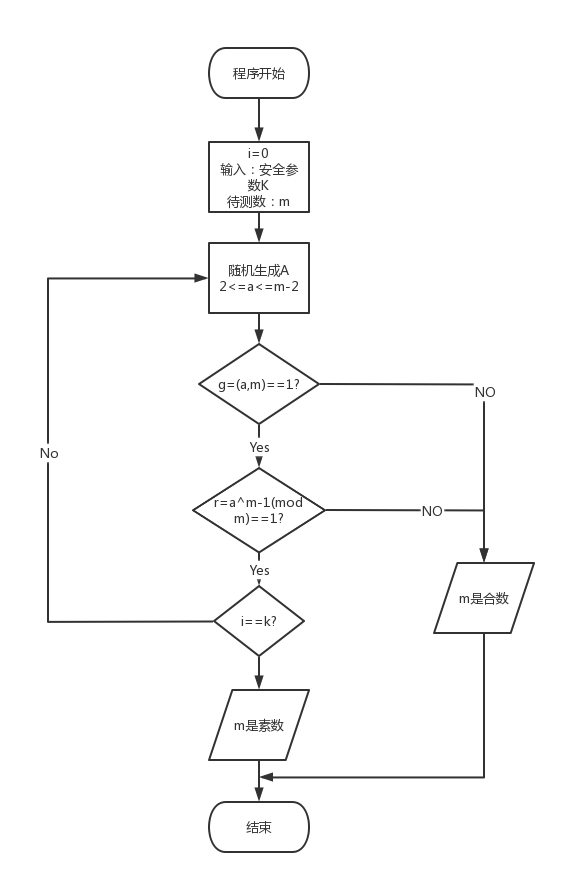 程序开始
i=0
输入：安全参
数K
待测数：m
随机生成A
2<=a<=m-2
g=(a,m)==1?
NO
Yes
No
r=a^m-1(mod
m)==1?
NO
Yes
m是合数
i==k?
m是素数
结束